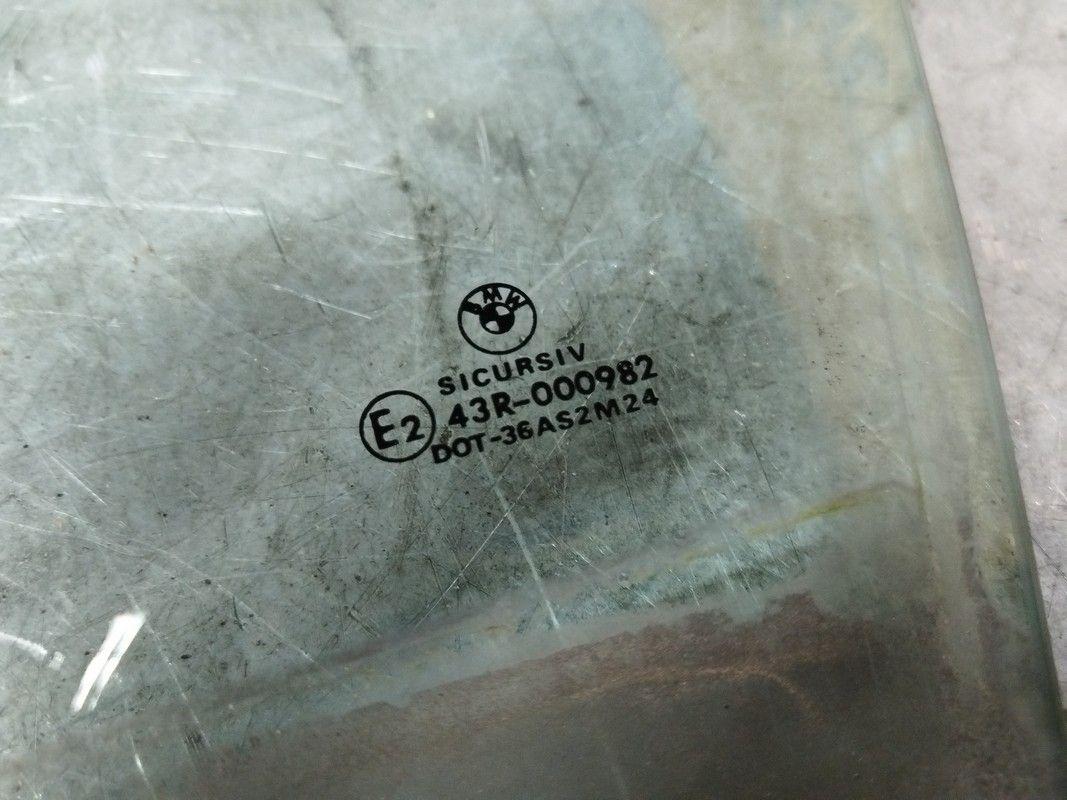 BMW
SICURSIV
E2 43R-000982
DOT-36AS2M24